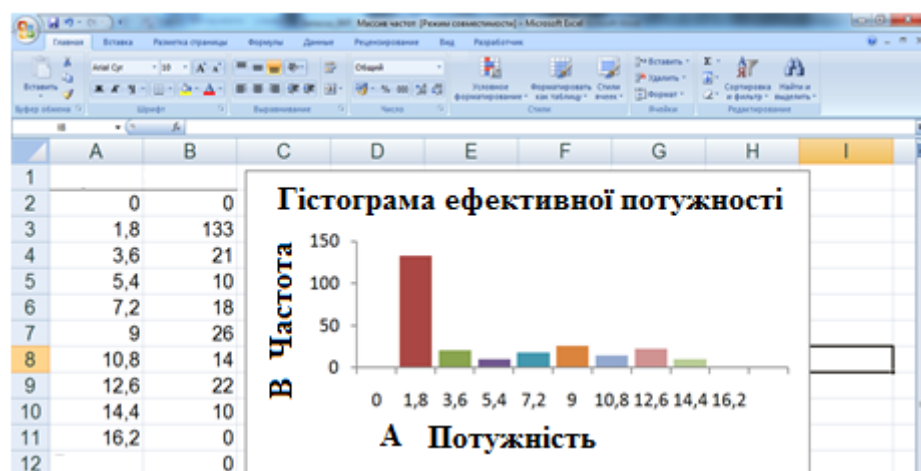 Массив частот [Режим совместимости] - Microsoft Excel
Главная Вставка Разметка страницы Формулы Данные Рецензирование Вид Разработчик
Arial Cyr 10 Общий
Вставить
Ж К Ч
Условное форматирование
Форматировать как таблицу
Стили ячеек
Вставить
Удалить
Формат
Сортировка и фильтр
Найти и выделить
Буфер обмена Шрифт Выравнивание Число Стили Ячейки Редактирование
I8 fx
A B C D E F G H I
1
2 0 0
3 1,8 133
4 3,6 21
5 5,4 10
6 7,2 18
7 9 26
8 10,8 14
9 12,6 22
10 14,4 10
11 16,2 0
12 0
Гістограма ефективної потужності
В Частота
150
100
50
0
0 1,8 3,6 5,4 7,2 9 10,8 12,6 14,4 16,2
А Потужність